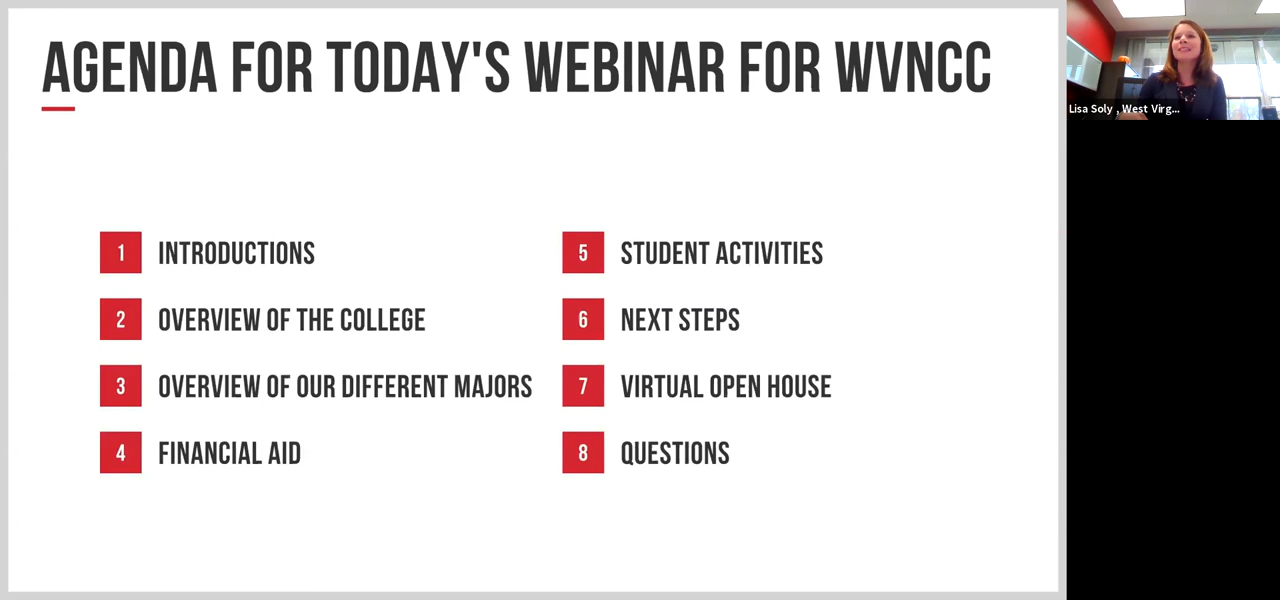 AGENDA FOR TODAY'S WEBINAR FOR WVNCC
1 INTRODUCTIONS
2 OVERVIEW OF THE COLLEGE
3 OVERVIEW OF OUR DIFFERENT MAJORS
4 FINANCIAL AID
5 STUDENT ACTIVITIES
6 NEXT STEPS
7 VIRTUAL OPEN HOUSE
8 QUESTIONS
Lisa Soly , West Virg...